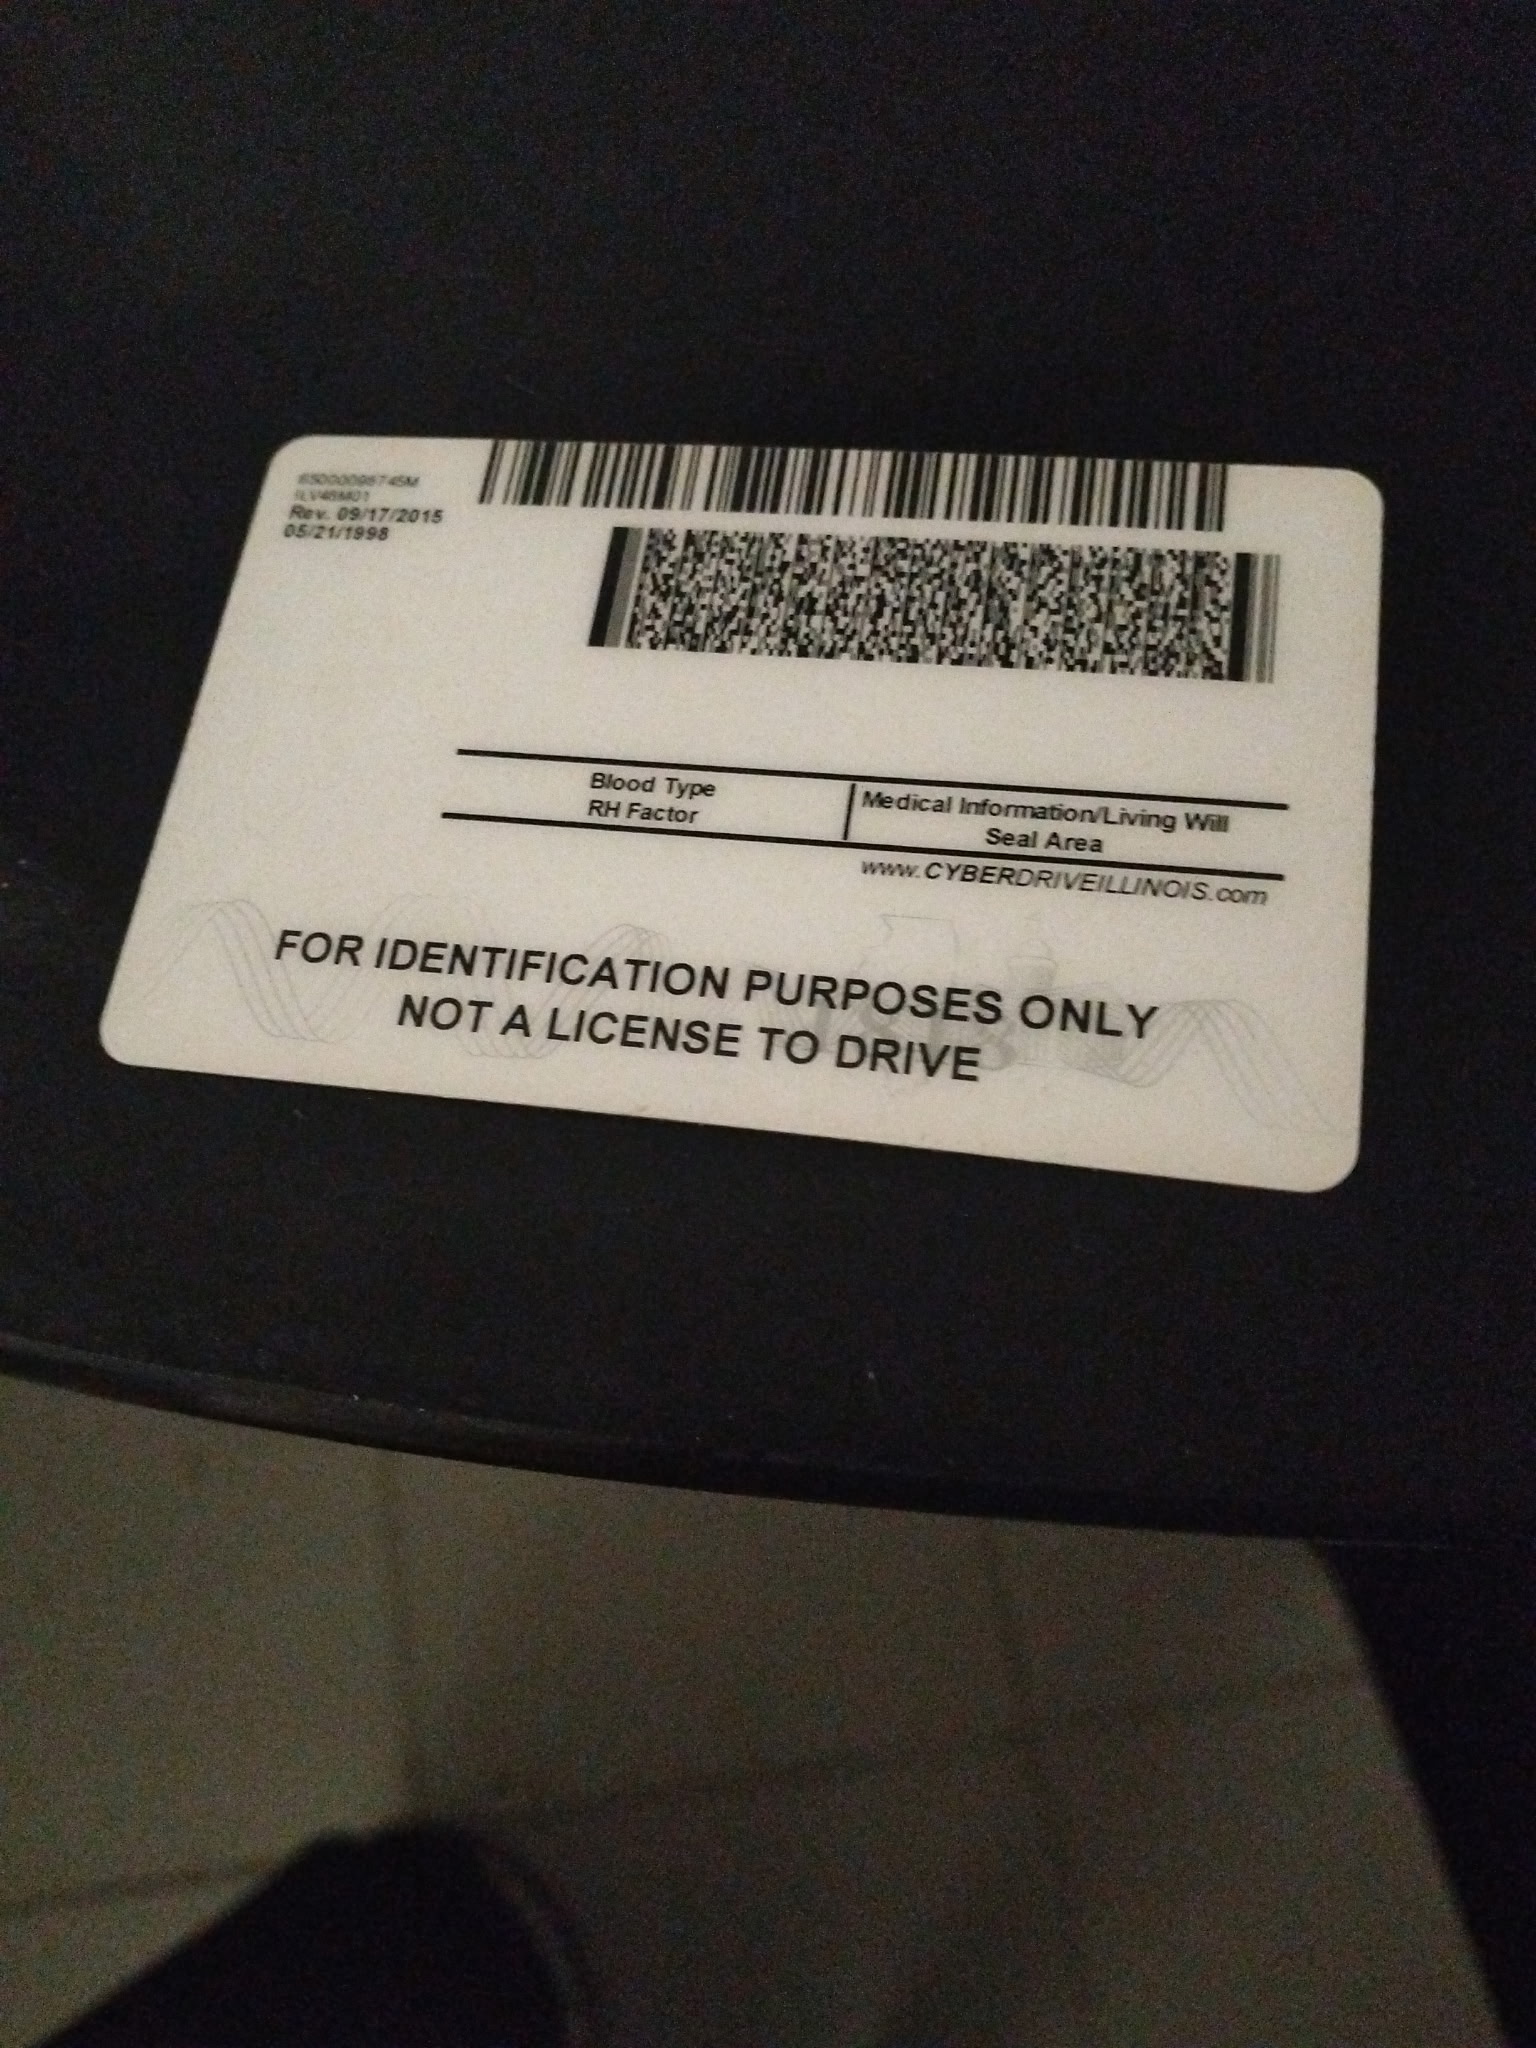 Rev. 09/17/2015
05/21/1998
Blood Type
RH Factor
Medical Information/Living Will
Seal Area
www.CYBERDRIVEILLINOIS.com
FOR IDENTIFICATION PURPOSES ONLY
NOT A LICENSE TO DRIVE